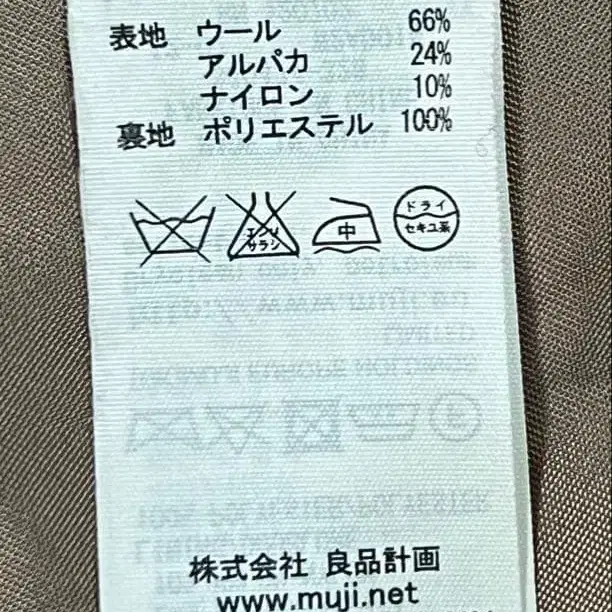 表地 ウール 66%
アルパカ 24%
ナイロン 10%
裏地 ポリエステル 100%
エンソ
サラシ
中
ドライ
セキユ系
株式会社 良品計画
www.muji.net